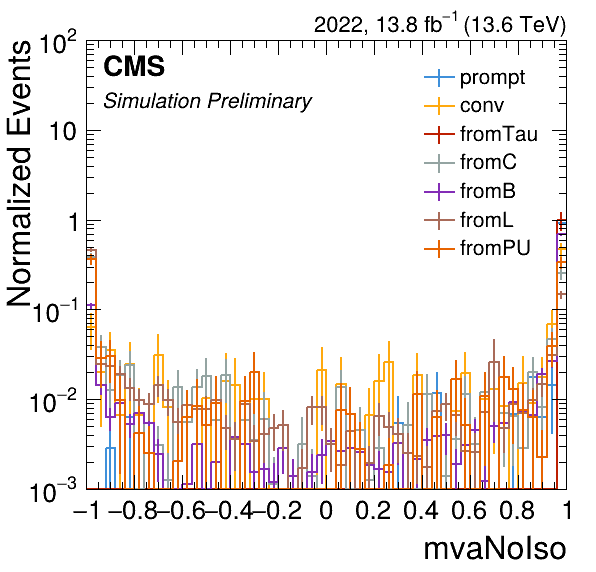 2022, 13.8 fb⁻¹ (13.6 TeV)
CMS
Simulation Preliminary
prompt
conv
fromTau
fromC
fromB
fromL
fromPU
Normalized Events
10²
10
1
10⁻¹
10⁻²
10⁻³
−1 −0.8 −0.6 −0.4 −0.2 0 0.2 0.4 0.6 0.8 1
mvaNoIso